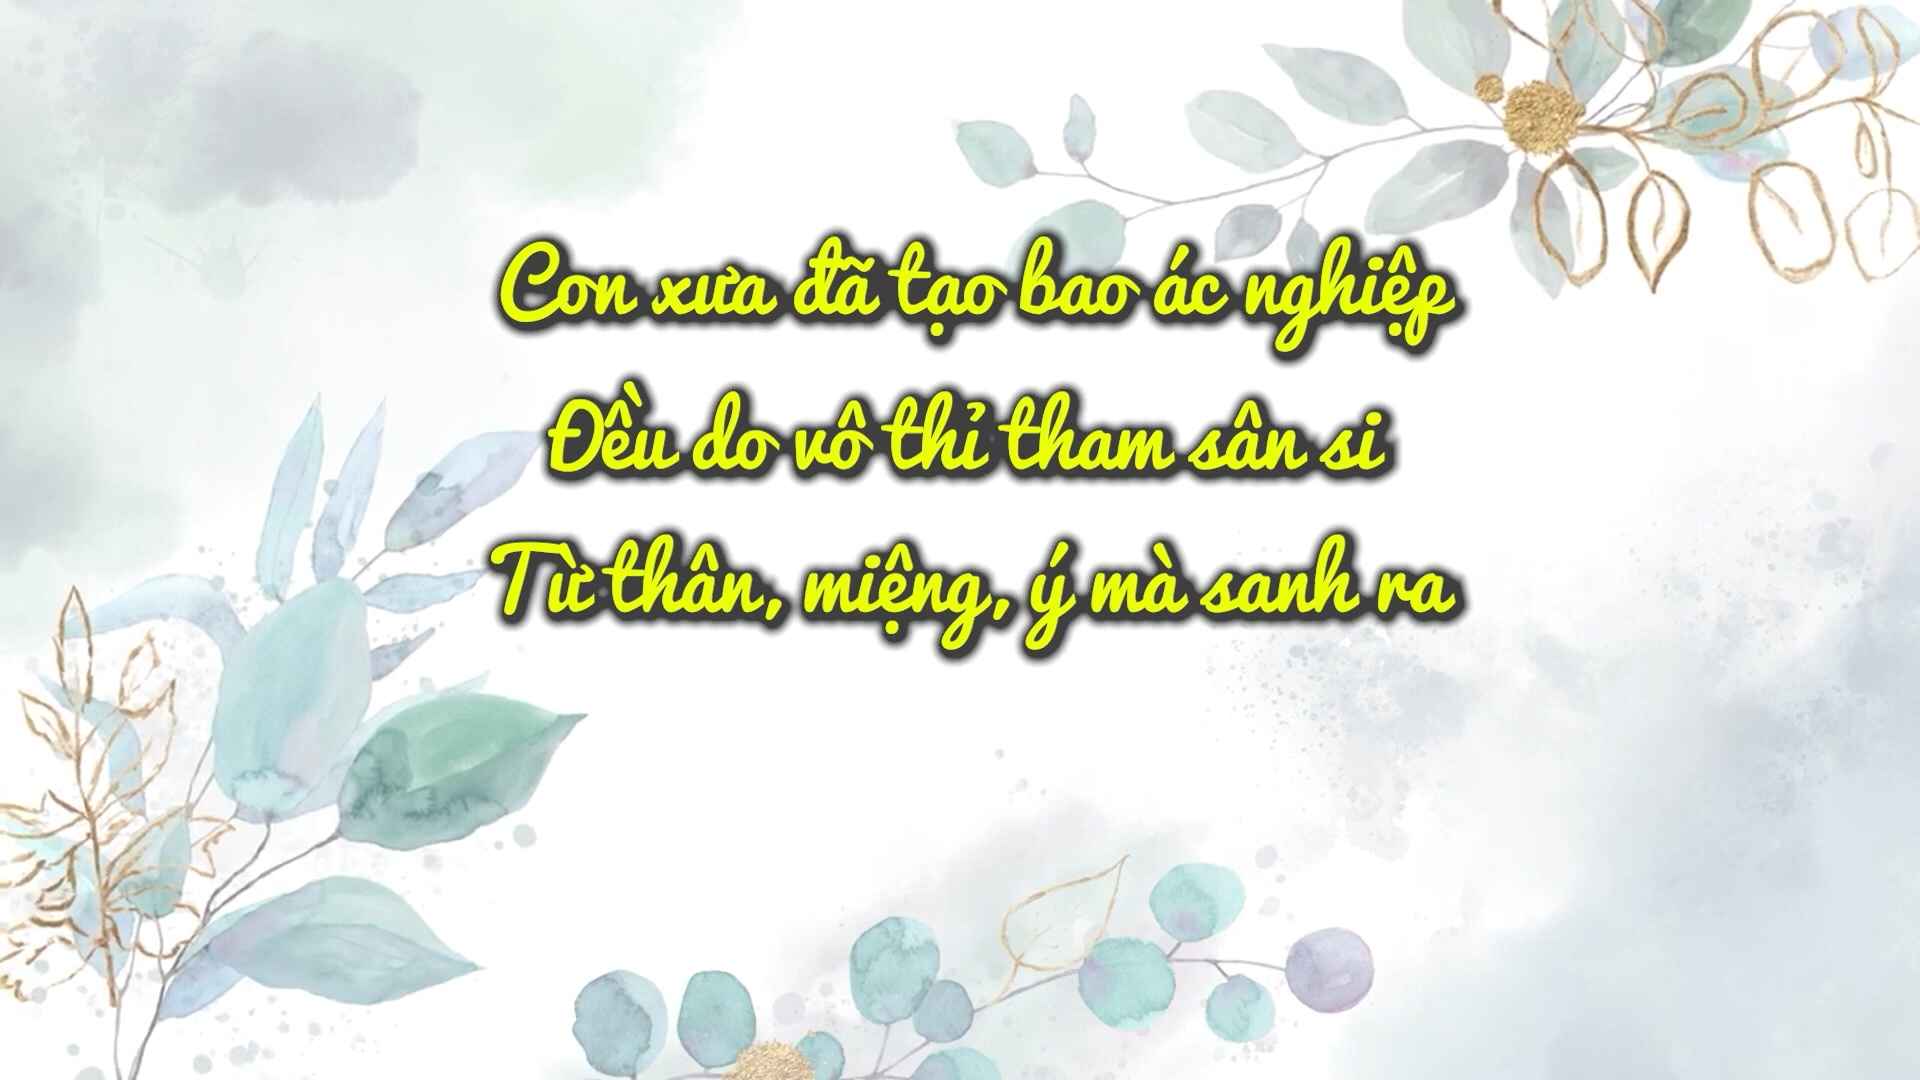 Con xưa đã tạo bao ác nghiệp
Đều do vô thỉ tham sân si
Từ thân, miệng, ý mà sanh ra